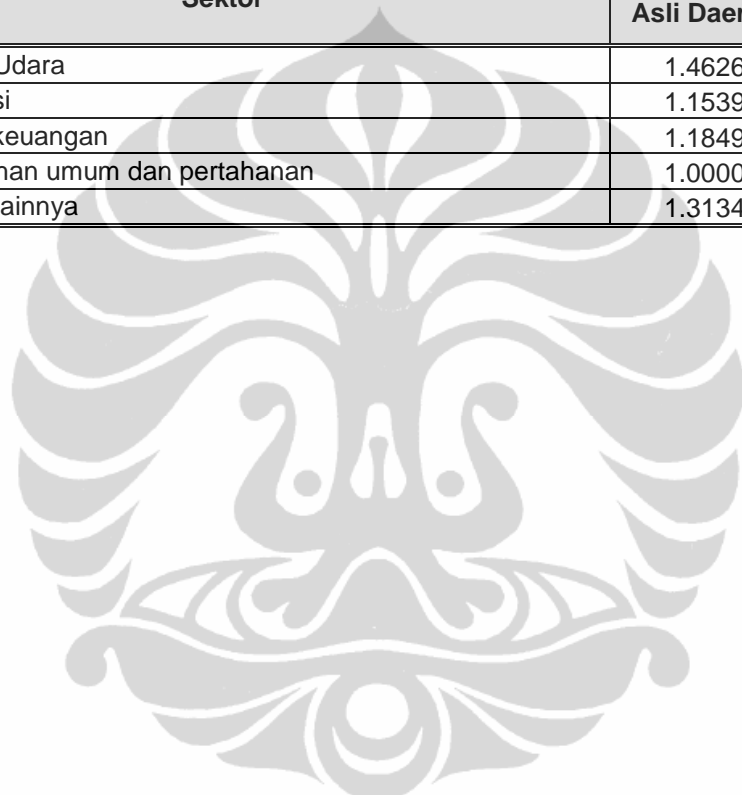 Sektor
Asli Daer
Udara 1.4626
si 1.1539
keuangan 1.1849
han umum dan pertahanan 1.0000
ainnya 1.3134